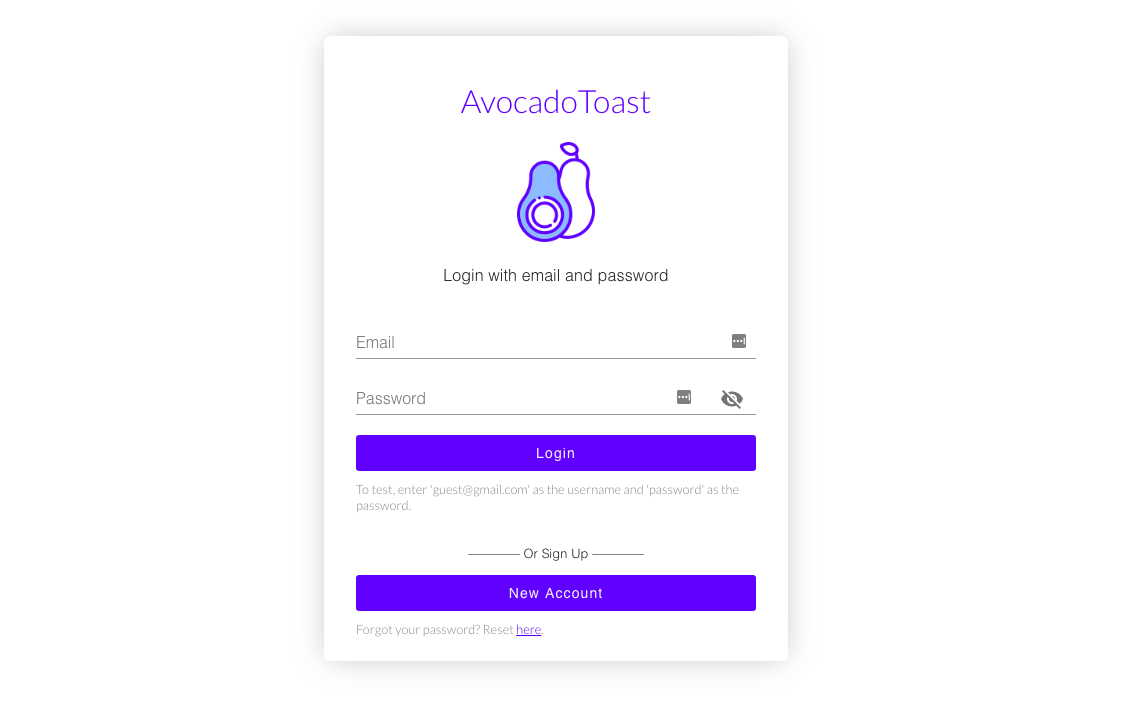 AvocadoToast
Login with email and password
Email
Password
Login
To test, enter 'guest@gmail.com' as the username and 'password' as the
password.
———— Or Sign Up ————
New Account
Forgot your password? Reset here.